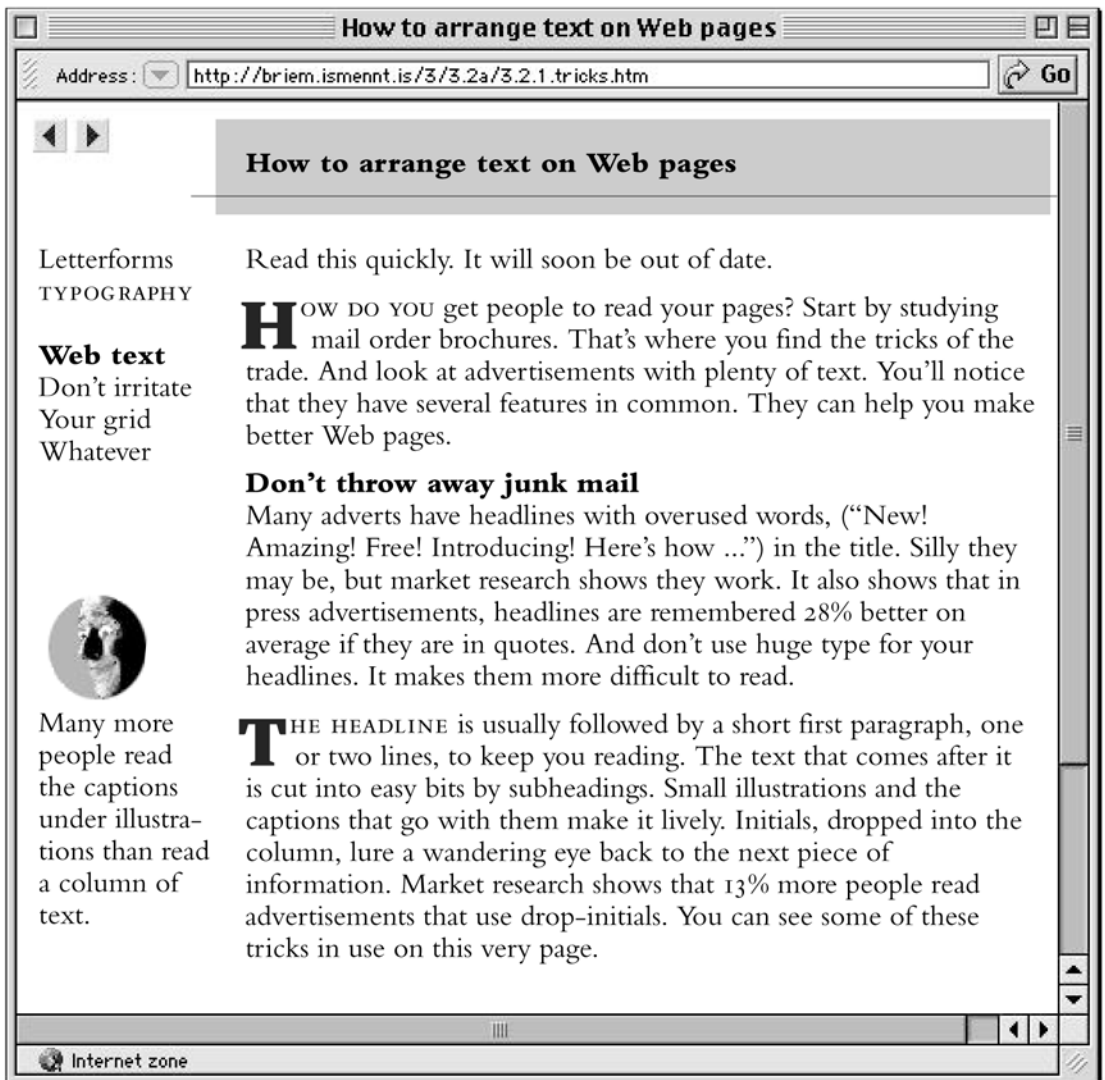 How to arrange text on Web pages
Address: http://briem.ismennt.is/3/3.2a/3.2.1.tricks.htm Go
How to arrange text on Web pages
Letterforms
TYPOGRAPHY
Web text
Don't irritate
Your grid
Whatever
Many more
people read
the captions
under illustra-
tions than read
a column of
text.
Read this quickly. It will soon be out of date.
HOW DO YOU get people to read your pages? Start by studying
mail order brochures. That's where you find the tricks of the
trade. And look at advertisements with plenty of text. You'll notice
that they have several features in common. They can help you make
better Web pages.
Don't throw away junk mail
Many adverts have headlines with overused words, (“New!
Amazing! Free! Introducing! Here's how ...”) in the title. Silly they
may be, but market research shows they work. It also shows that in
press advertisements, headlines are remembered 28% better on
average if they are in quotes. And don't use huge type for your
headlines. It makes them more difficult to read.
THE HEADLINE is usually followed by a short first paragraph, one
or two lines, to keep you reading. The text that comes after it
is cut into easy bits by subheadings. Small illustrations and the
captions that go with them make it lively. Initials, dropped into the
column, lure a wandering eye back to the next piece of
information. Market research shows that 13% more people read
advertisements that use drop-initials. You can see some of these
tricks in use on this very page.
Internet zone